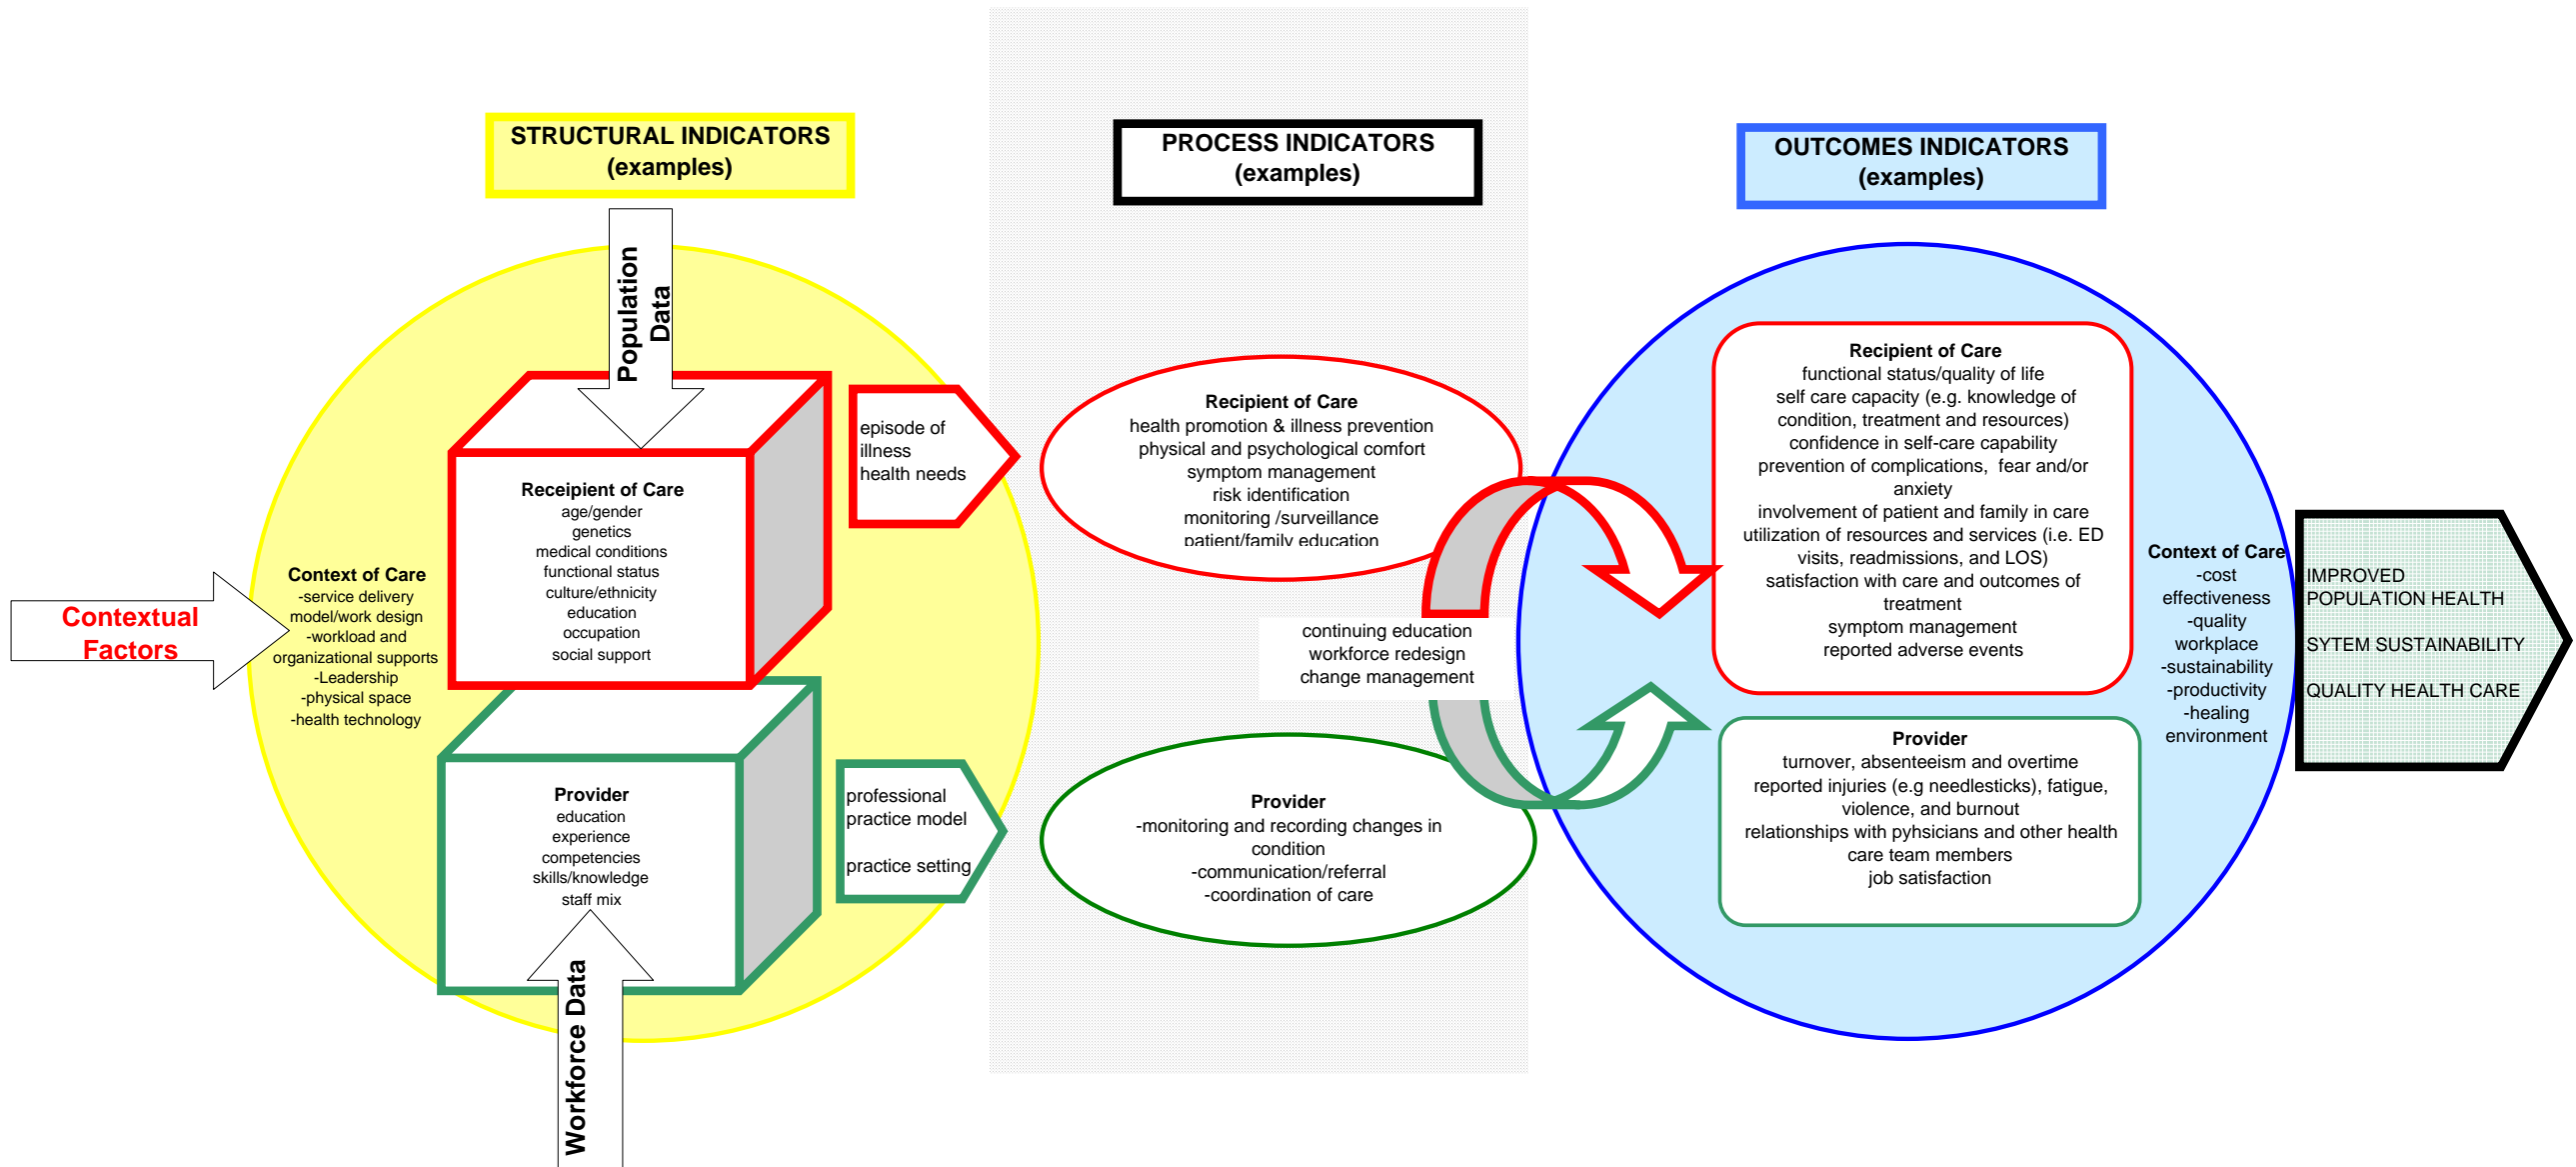 STRUCTURAL INDICATORS
(examples)
PROCESS INDICATORS
(examples)
OUTCOMES INDICATORS
(examples)
Population
Data
Contextual
Factors
Context of Care
-service delivery
model/work design
-workload and
organizational supports
-Leadership
-physical space
-health technology
Receipient of Care
age/gender
genetics
medical conditions
functional status
culture/ethnicity
education
occupation
social support
episode of
illness
health needs
Provider
education
experience
competencies
skills/knowledge
staff mix
professional
practice model
practice setting
Workforce Data
Recipient of Care
health promotion & illness prevention
physical and psychological comfort
symptom management
risk identification
monitoring /surveillance
patient/family education
continuing education
workforce redesign
change management
Provider
-monitoring and recording changes in
condition
-communication/referral
-coordination of care
Recipient of Care
functional status/quality of life
self care capacity (e.g. knowledge of
condition, treatment and resources)
confidence in self-care capability
prevention of complications, fear and/or
anxiety
involvement of patient and family in care
utilization of resources and services (i.e. ED
visits, readmissions, and LOS)
satisfaction with care and outcomes of
treatment
symptom management
reported adverse events
Provider
turnover, absenteeism and overtime
reported injuries (e.g needlesticks), fatigue,
violence, and burnout
relationships with pyhsicians and other health
care team members
job satisfaction
Context of Care
-cost
effectiveness
-quality
workplace
-sustainability
-productivity
-healing
environment
IMPROVED
POPULATION HEALTH
SYTEM SUSTAINABILITY
QUALITY HEALTH CARE